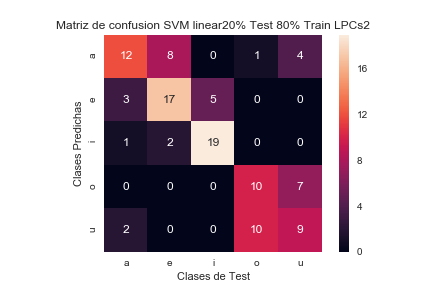 Matriz de confusion SVM linear20% Test 80% Train LPCs2
a 12 8 0 1 4
e 3 17 5 0 0
i 1 2 19 0 0
o 0 0 0 10 7
u 2 0 0 10 9
a e i o u
Clases Predichas
Clases de Test
16
12
8
4
0